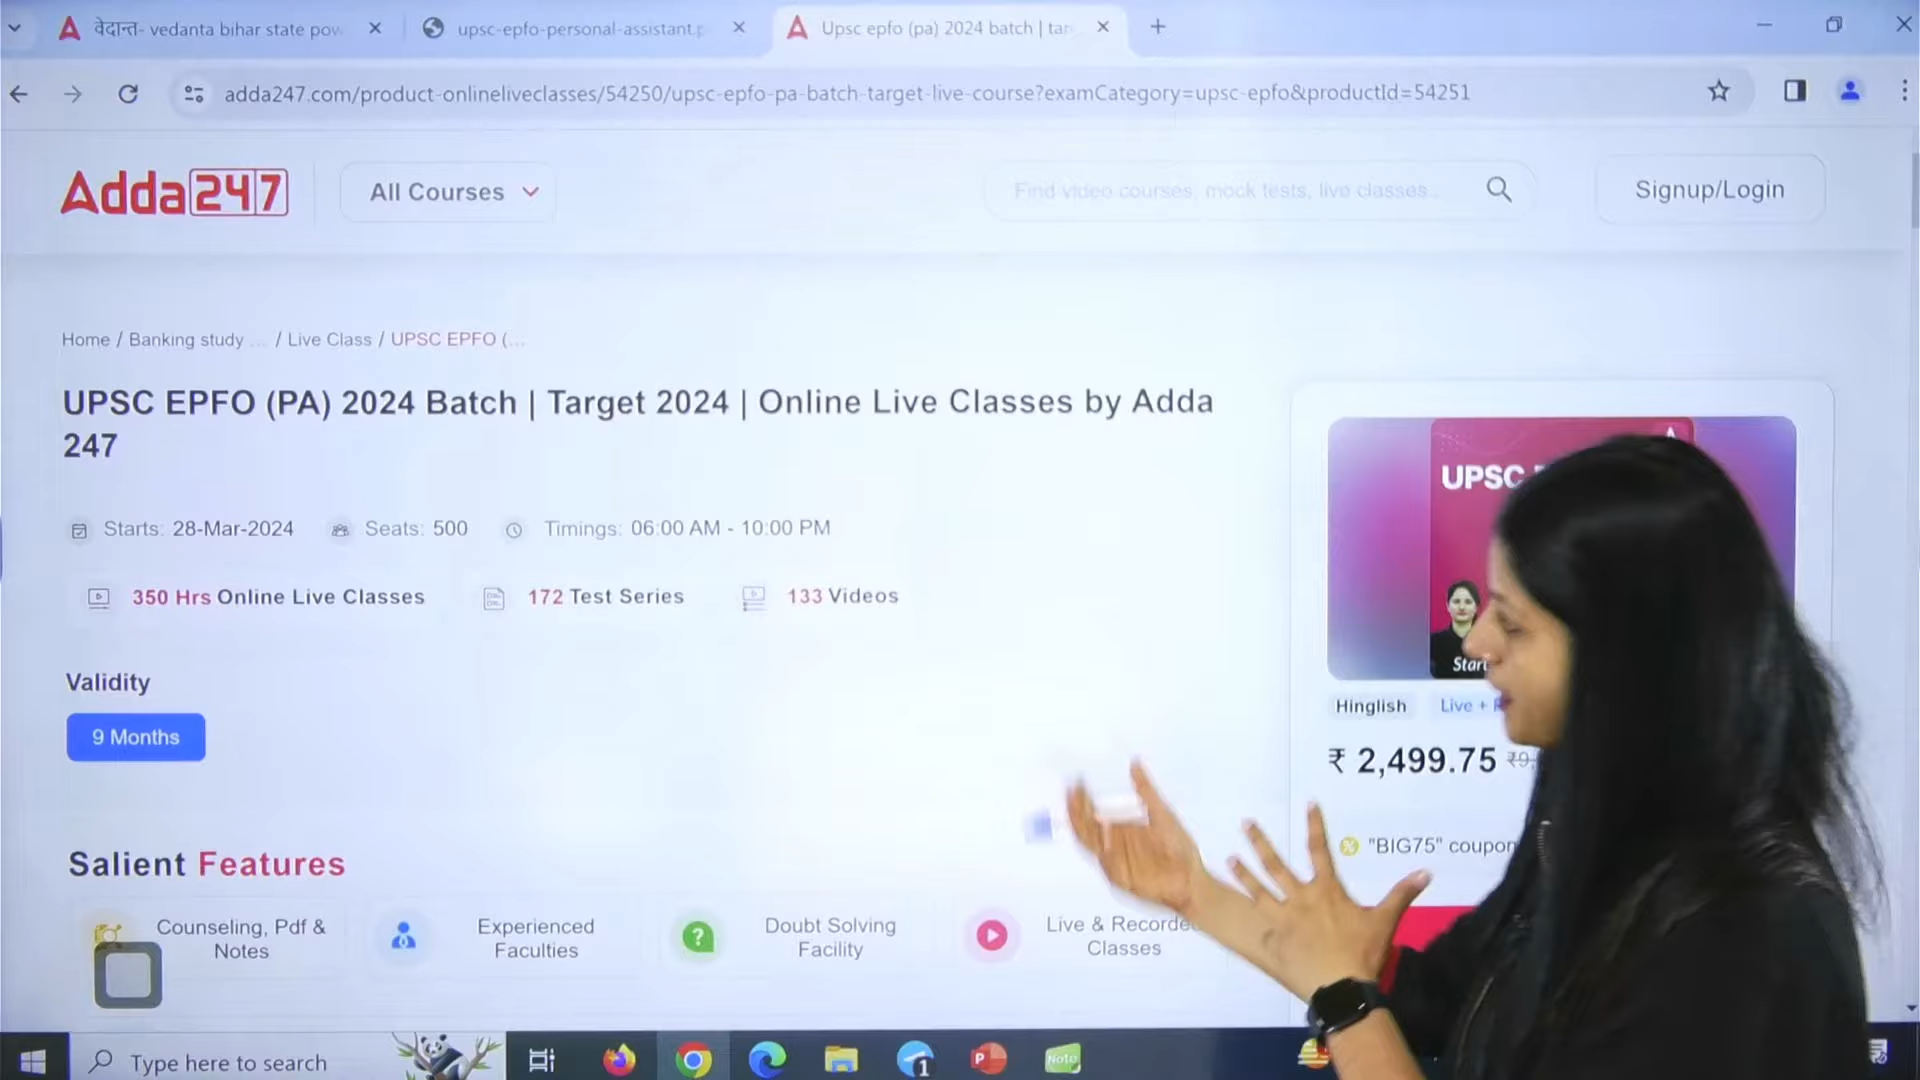 वेदान्त- vedanta bihar state pow
upsc-epfo-personal-assistant.p
Upsc epfo (pa) 2024 batch | tar
adda247.com/product-onlineliveclasses/54250/upsc-epfo-pa-batch-target-live-course?examCategory=upsc-epfo&productId=54251
Adda247
All Courses
Find video courses, mock tests, live classes..
Signup/Login
Home / Banking study ... / Live Class / UPSC EPFO (...
UPSC EPFO (PA) 2024 Batch | Target 2024 | Online Live Classes by Adda
247
Starts: 28-Mar-2024
Seats: 500
Timings: 06:00 AM - 10:00 PM
350 Hrs Online Live Classes
172 Test Series
133 Videos
Validity
9 Months
UPSC
Start
Hinglish
Live +
₹ 2,499.75
"BIG75" coupon
Salient Features
Counseling, Pdf &
Notes
Experienced
Faculties
Doubt Solving
Facility
Live & Recorded
Classes
Type here to search
1
P
Note